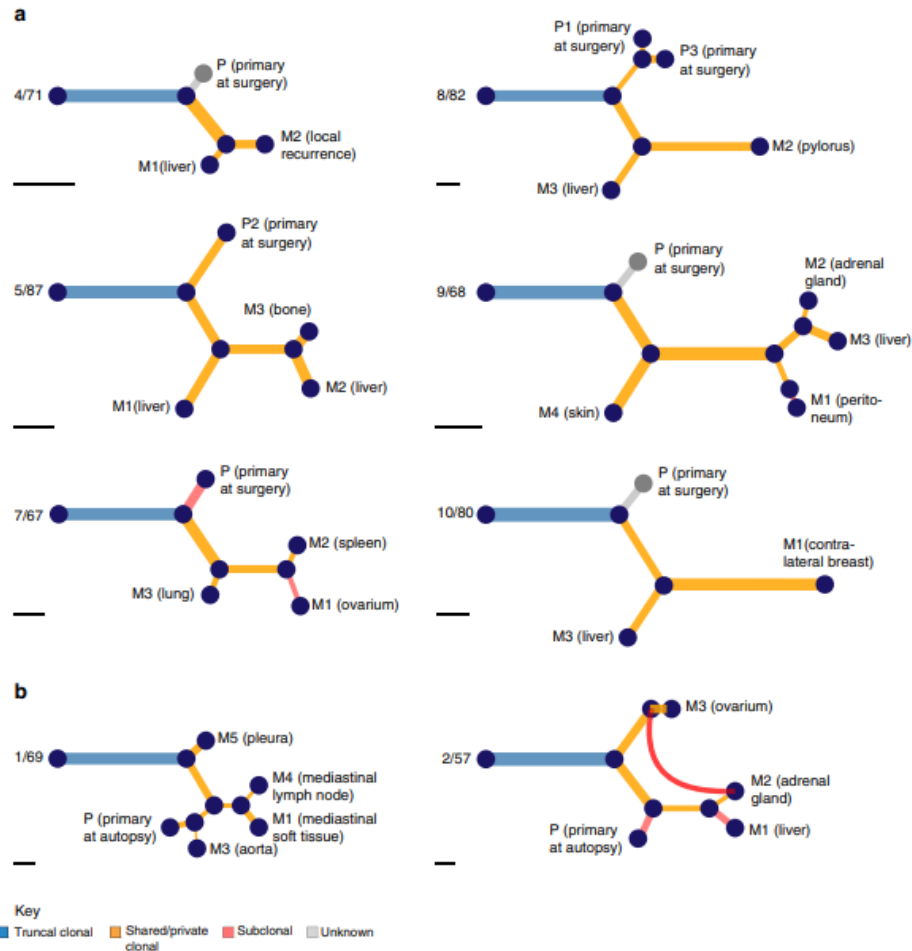 a
4/71
P (primary
at surgery)
M1(liver)
M2 (local
recurrence)
8/82
P1 (primary
at surgery)
P3 (primary
at surgery)
M2 (pylorus)
M3 (liver)
5/87
P2 (primary
at surgery)
M3 (bone)
M2 (liver)
M1(liver)
9/68
P (primary
at surgery)
M2 (adrenal
gland)
M3 (liver)
M4 (skin)
M1 (perito-
neum)
7/67
P (primary
at surgery)
M2 (spleen)
M3 (lung)
M1 (ovarium)
10/80
P (primary
at surgery)
M1(contra-
lateral breast)
M3 (liver)
b
1/69
M5 (pleura)
M4 (mediastinal
lymph node)
P (primary
at autopsy)
M1 (mediastinal
soft tissue)
M3 (aorta)
2/57
M3 (ovarium)
M2 (adrenal
gland)
P (primary
at autopsy)
M1 (liver)
Key
Truncal clonal
Shared/private
clonal
Subclonal
Unknown